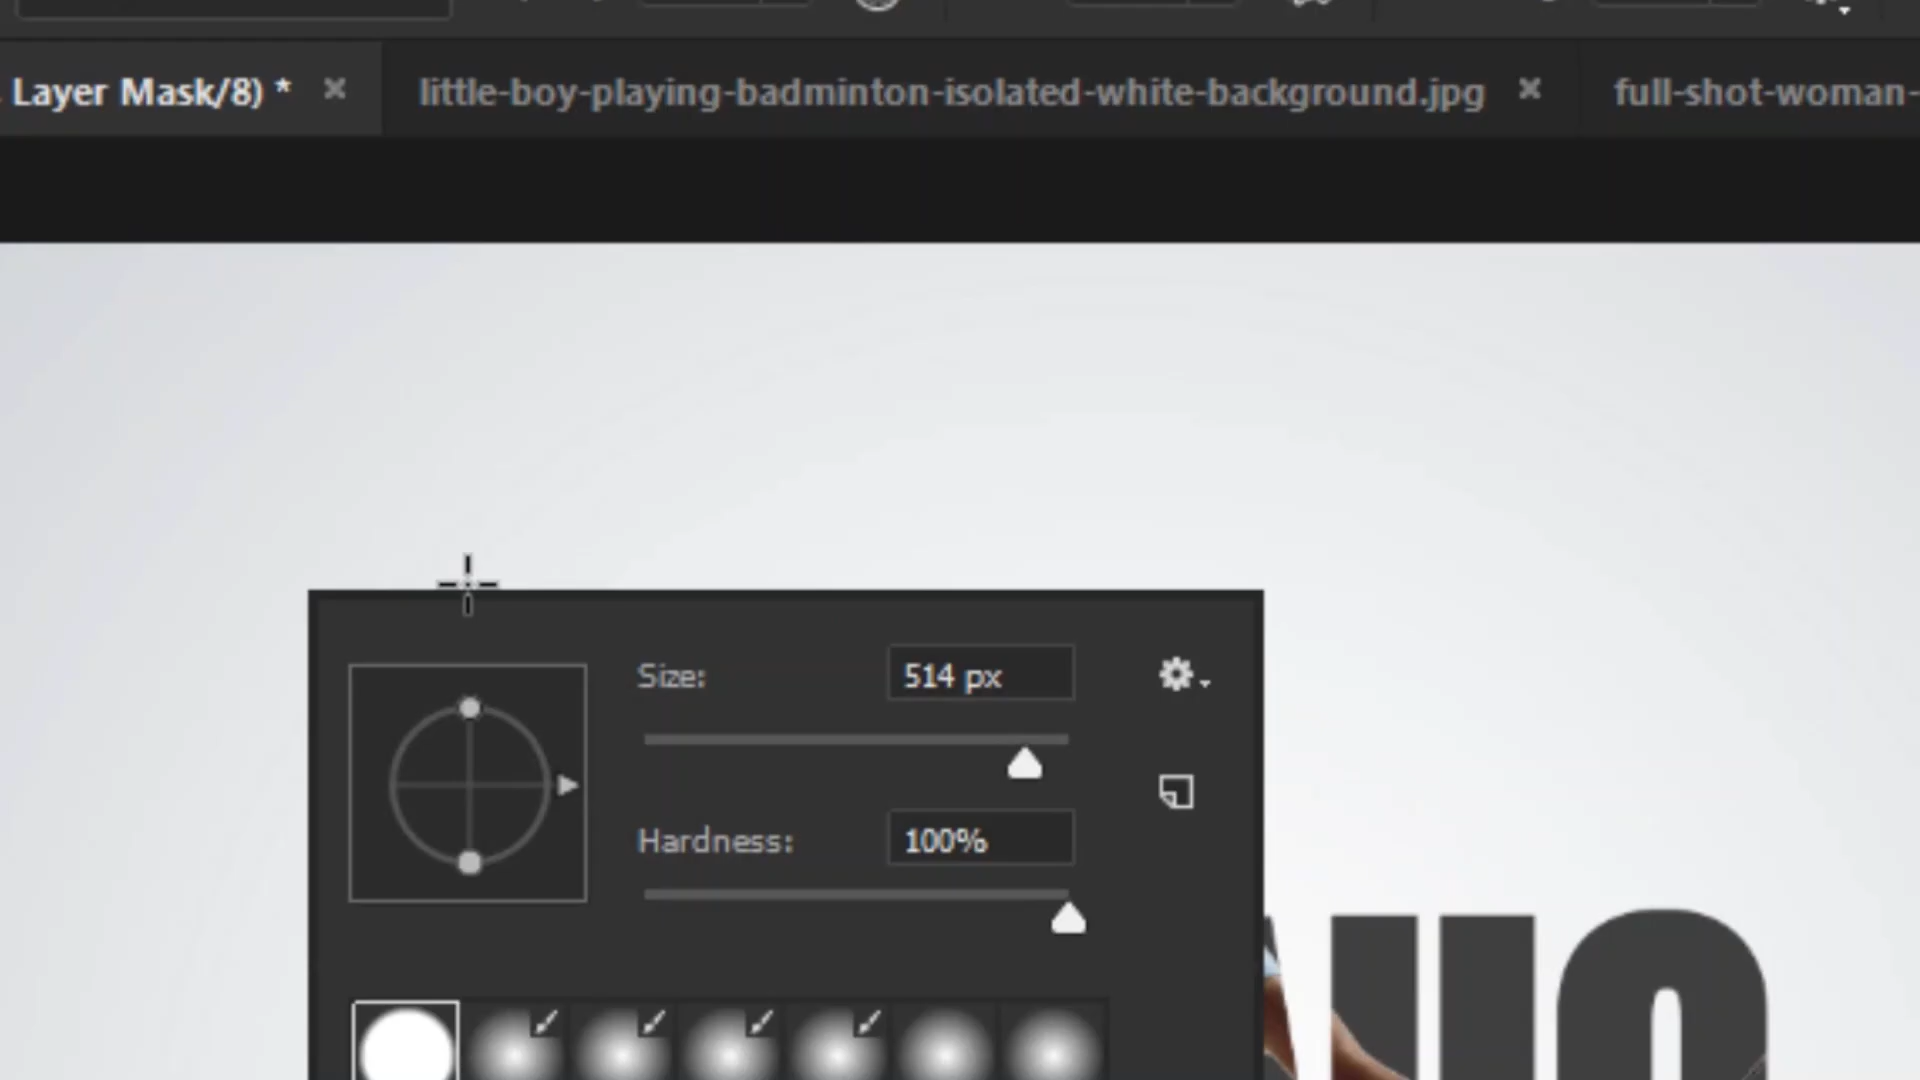 Layer Mask/8) * × little-boy-playing-badminton-isolated-white-background.jpg × full-shot-woman-
Size: 514 px
Hardness: 100%